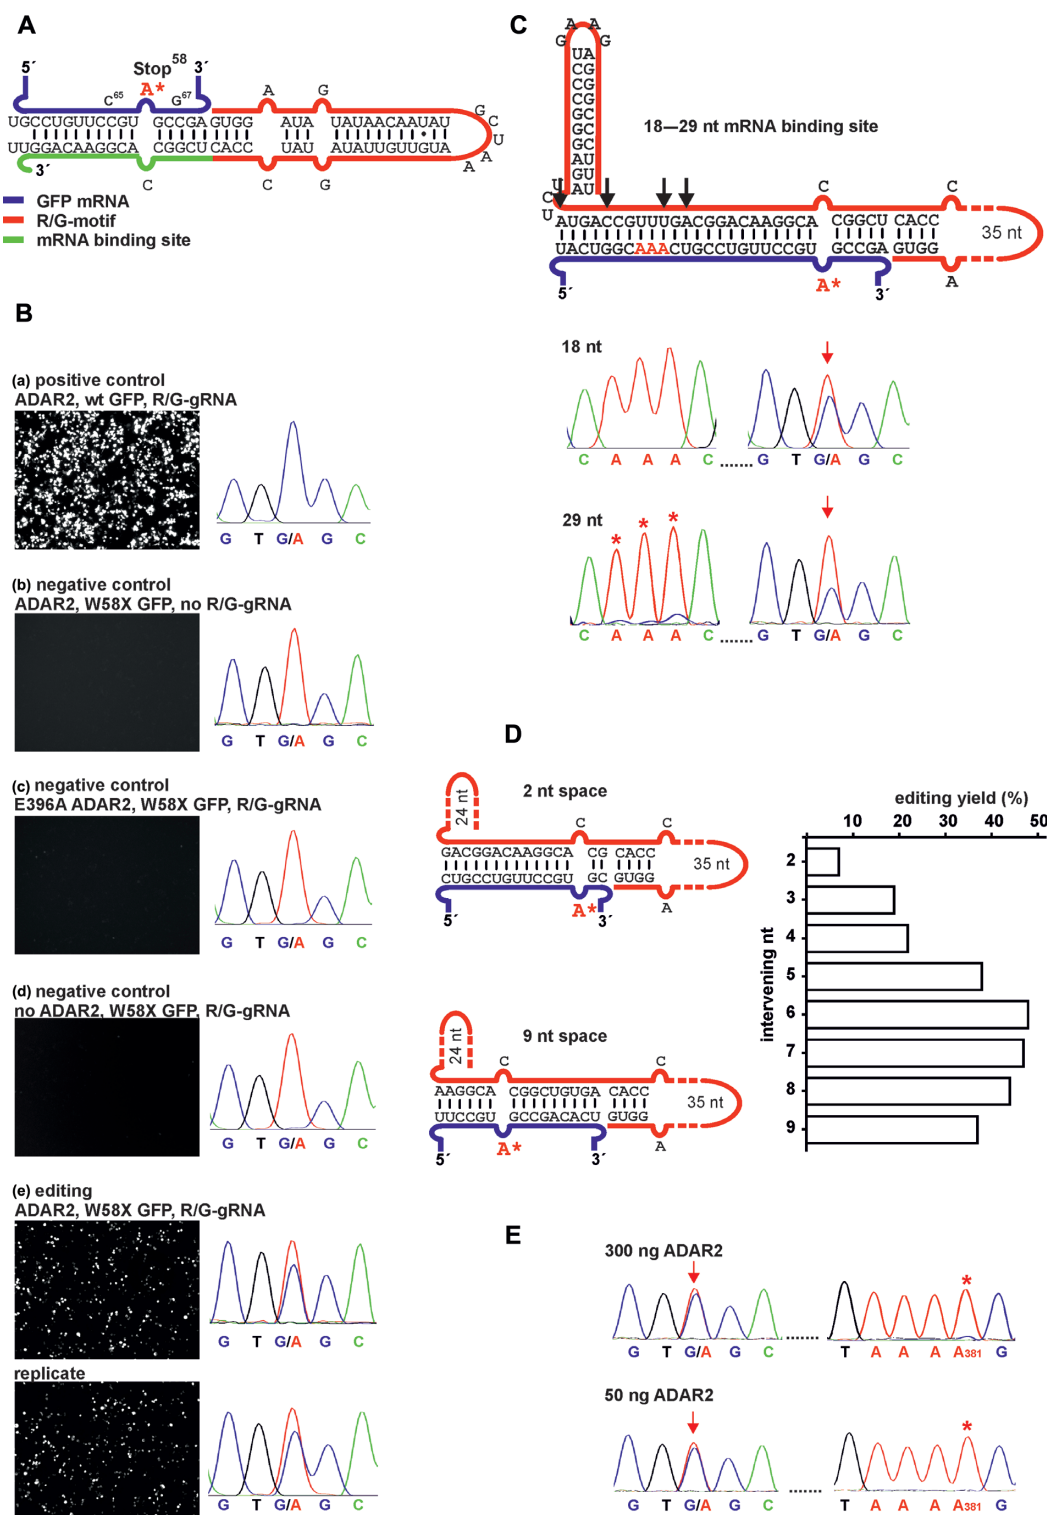 A
5´
Stop58
3´
A*
C65
G67
A
G
UGCCUGUUCCGU GCCGAGUGG AUA UAUAACAAUAU
G
C
U
A
A
UUGGACAAGGCA CGGCUCACC UAU AUAUUGUUGUA
3´
C
C
G
GFP mRNA
R/G-motif
mRNA binding site
B
(a) positive control
ADAR2, wt GFP, R/G-gRNA
G T G/A G C
(b) negative control
ADAR2, W58X GFP, no R/G-gRNA
G T G/A G C
(c) negative control
E396A ADAR2, W58X GFP, R/G-gRNA
G T G/A G C
(d) negative control
no ADAR2, W58X GFP, R/G-gRNA
G T G/A G C
(e) editing
ADAR2, W58X GFP, R/G-gRNA
G T G/A G C
replicate
G T G/A G C
C
A A
G G
18—29 nt mRNA binding site
U
C
U
C
C
AUGACCGUUUGACGGACAAGGCA CGGCU CACC
35 nt
UACUGGCAAACUGCCUGUUCCGU GCCGA GUGG
5´
A*
3´
A
18 nt
C A A A C ....... G T G/A G C
29 nt
* * *
C A A A C ....... G T G/A G C
D
24 nt
2 nt space
C
C
GACGGACAAGGCA CG CACC
35 nt
CUGCCUGUUCCGU GC GUGG
5´
A*
3´
A
24 nt
9 nt space
C
C
AAGGCA CGGCUGUGA CACC
35 nt
UUCCGU GCCGACACU GUGG
5´
A*
3´
A
editing yield (%)
10 20 30 40 50
intervening nt
2
3
4
5
6
7
8
9
E
300 ng ADAR2
*
G T G/A G C ....... T A A A A381 G
50 ng ADAR2
*
G T G/A G C ....... T A A A A381 G